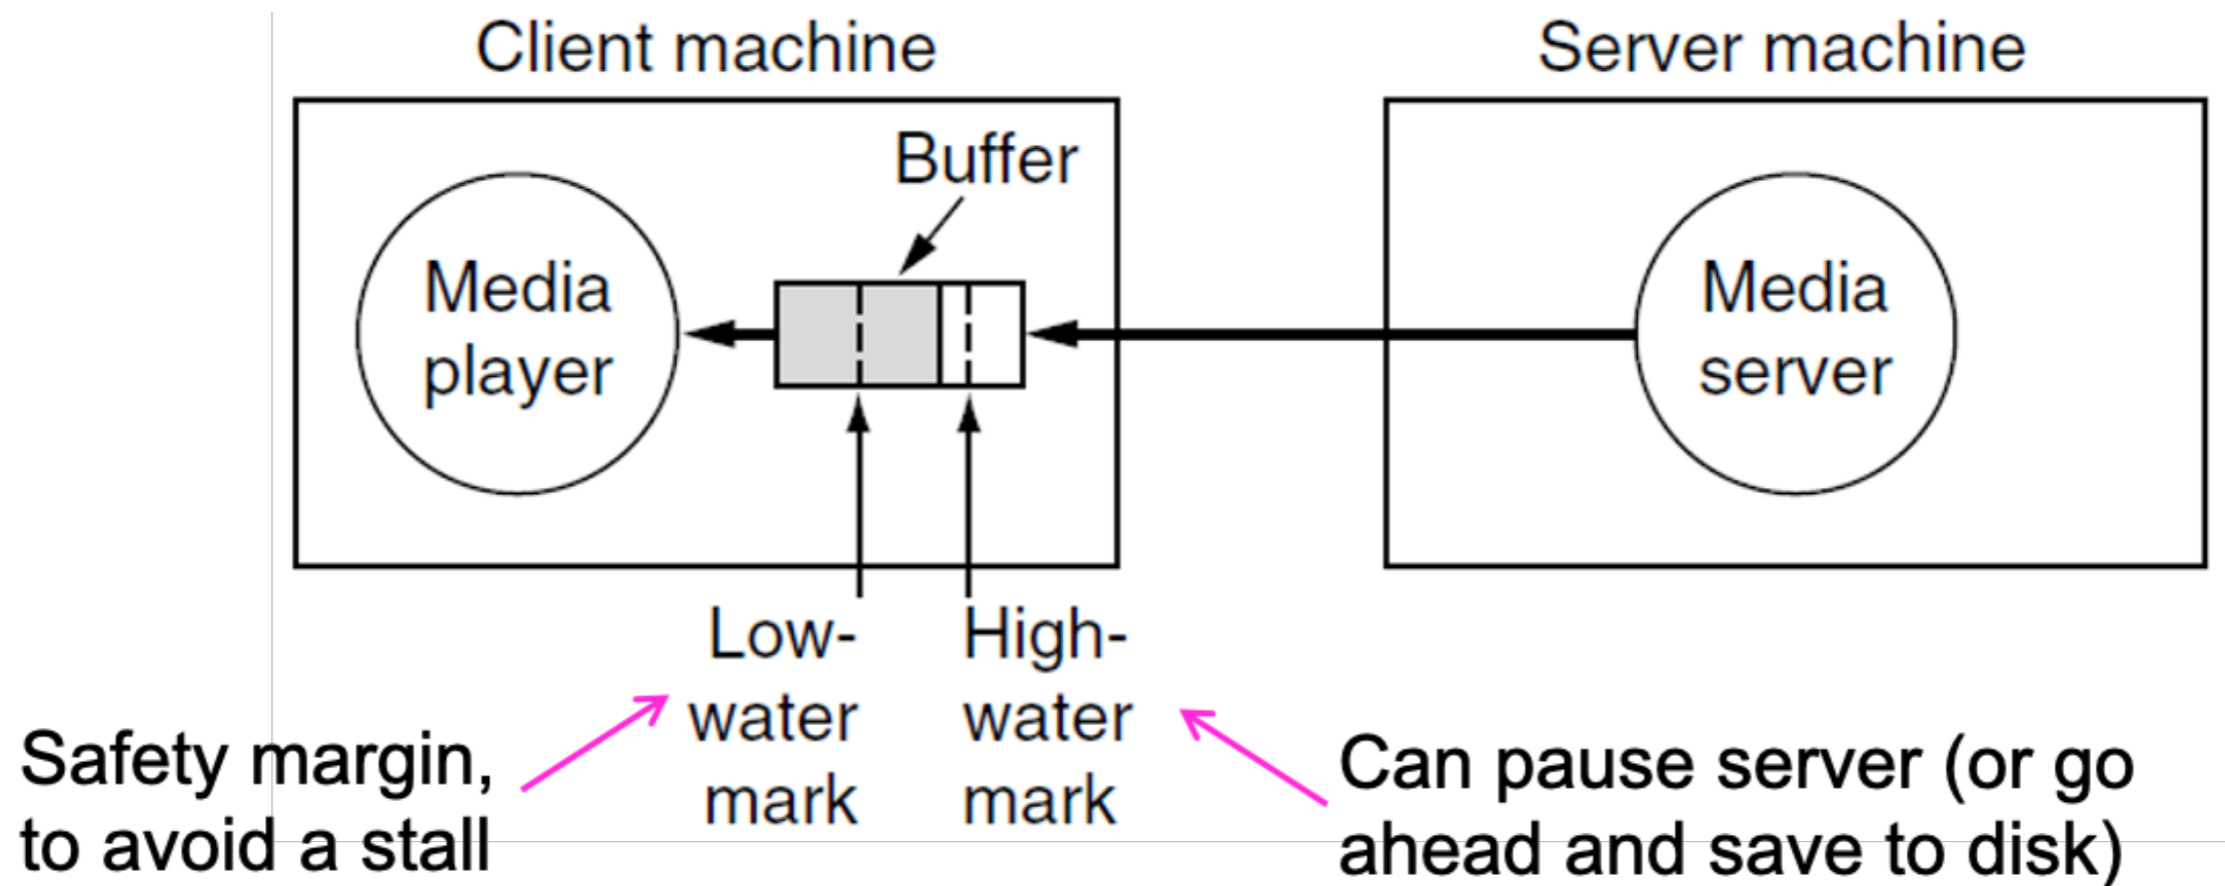 Client machine
Server machine
Buffer
Media
player
Media
server
Low-
water
mark
High-
water
mark
Safety margin,
to avoid a stall
Can pause server (or go
ahead and save to disk)